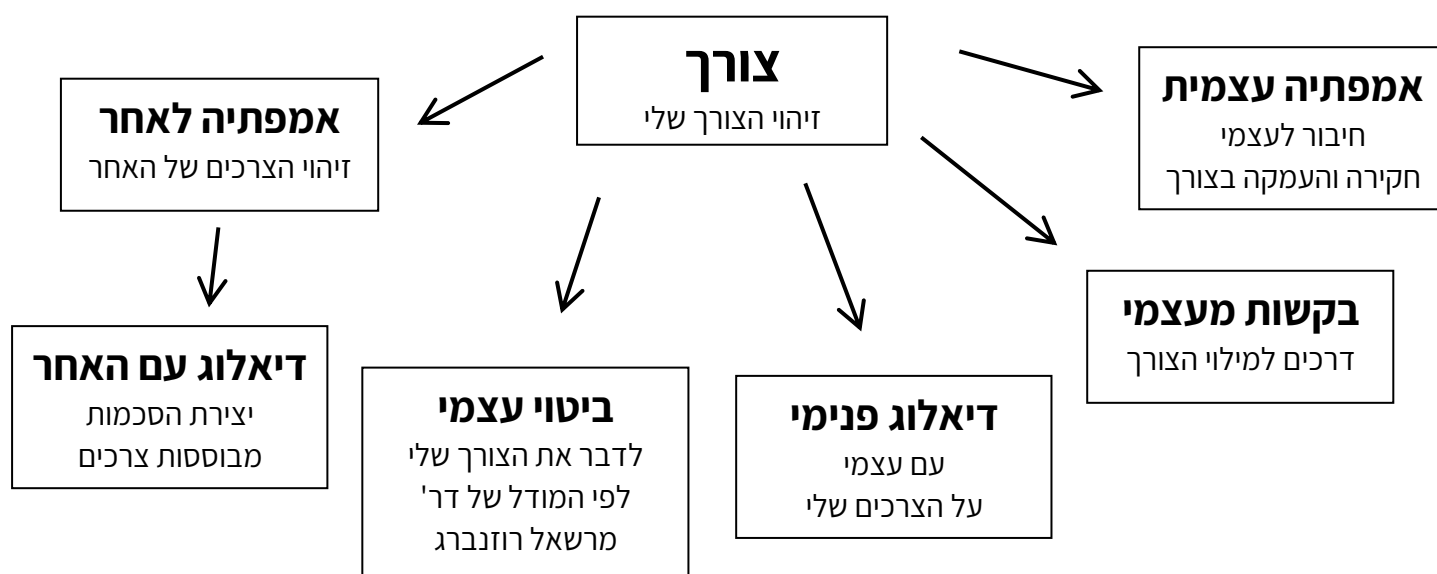 צורך
זיהוי הצורך שלי
אמפתיה עצמית
חיבור לעצמי
חקירה והעמקה בצורך
אמפתיה לאחר
זיהוי הצרכים של האחר
בקשות מעצמי
דרכים למילוי הצורך
דיאלוג פנימי
עם עצמי
על הצרכים שלי
ביטוי עצמי
לדבר את הצורך שלי
לפי המודל של דר'
מרשאל רוזנברג
דיאלוג עם האחר
יצירת הסכמות
מבוססות צרכים